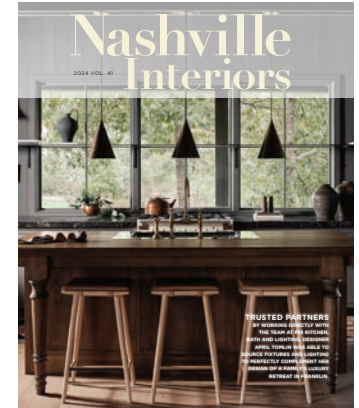 Nashville
2024 VOL. 41
Interiors
TRUSTED PARTNERS
BY WORKING DIRECTLY WITH
THE TEAM AT PDI KITCHEN,
BATH AND LIGHTING, DESIGNER
APRIL TOMLIN WAS ABLE TO
SOURCE FIXTURES AND LIGHTING
TO PERFECTLY COMPLEMENT HER
DESIGN OF A FAMILY'S LUXURY
RETREAT IN FRANKLIN.